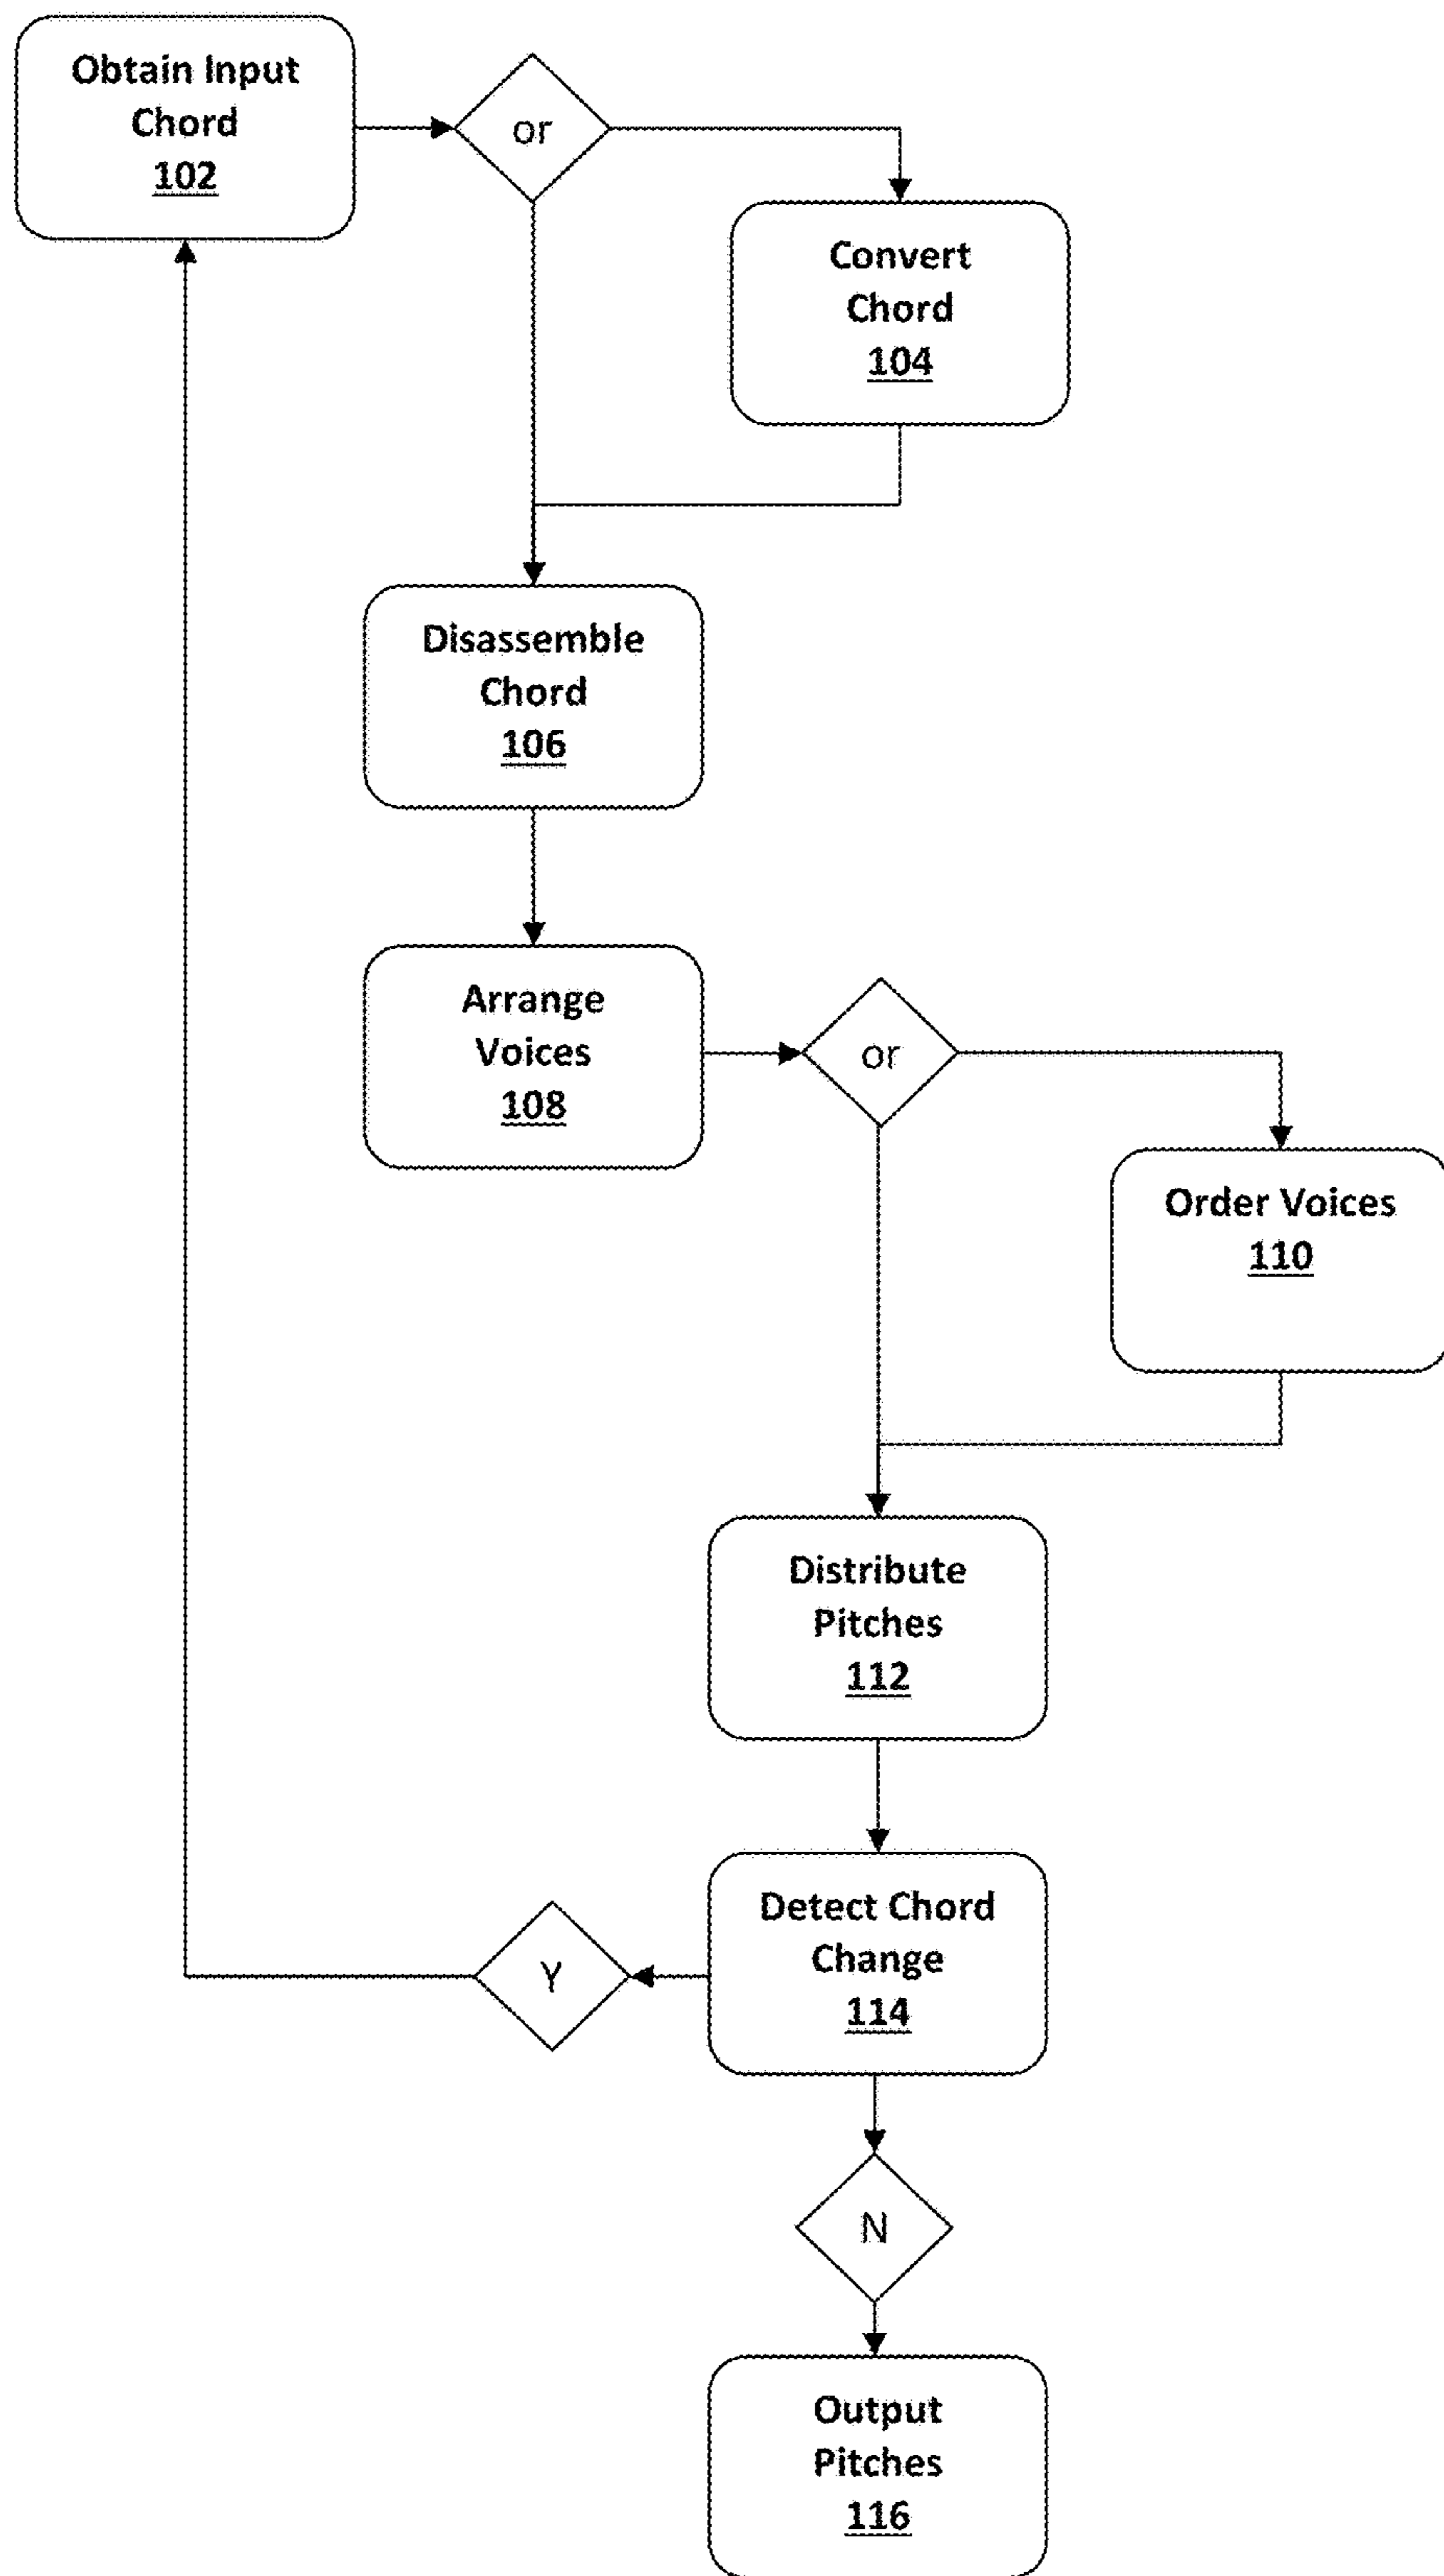 Obtain Input
Chord
102
or
Convert
Chord
104
Disassemble
Chord
106
Arrange
Voices
108
or
Order Voices
110
Distribute
Pitches
112
Detect Chord
Change
114
Y
N
Output
Pitches
116